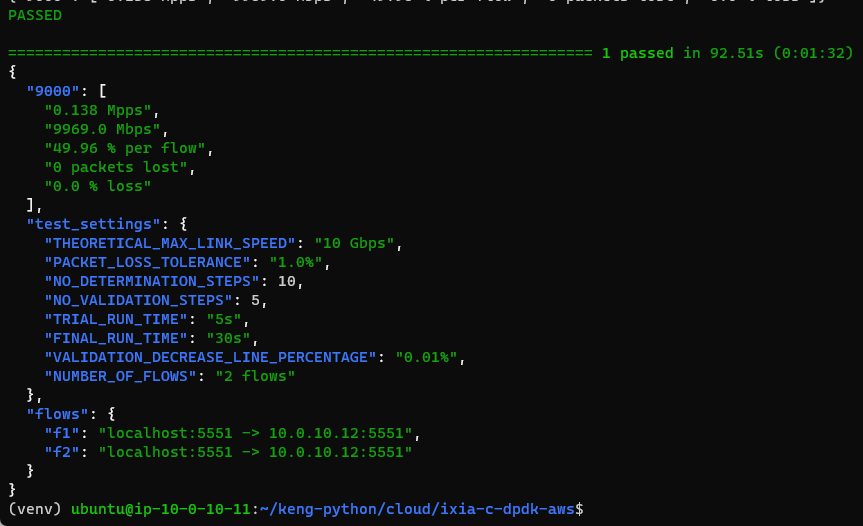 PASSED
================================================================= 1 passed in 92.51s (0:01:32)
{
  "9000": [
    "0.138 Mpps",
    "9969.0 Mbps",
    "49.96 % per flow",
    "0 packets lost",
    "0.0 % loss"
  ],
  "test_settings": {
    "THEORETICAL_MAX_LINK_SPEED": "10 Gbps",
    "PACKET_LOSS_TOLERANCE": "1.0%",
    "NO_DETERMINATION_STEPS": 10,
    "NO_VALIDATION_STEPS": 5,
    "TRIAL_RUN_TIME": "5s",
    "FINAL_RUN_TIME": "30s",
    "VALIDATION_DECREASE_LINE_PERCENTAGE": "0.01%",
    "NUMBER_OF_FLOWS": "2 flows"
  },
  "flows": {
    "f1": "localhost:5551 -> 10.0.10.12:5551",
    "f2": "localhost:5551 -> 10.0.10.12:5551"
  }
}
(venv) ubuntu@ip-10-0-10-11:~/keng-python/cloud/ixia-c-dpdk-aws$